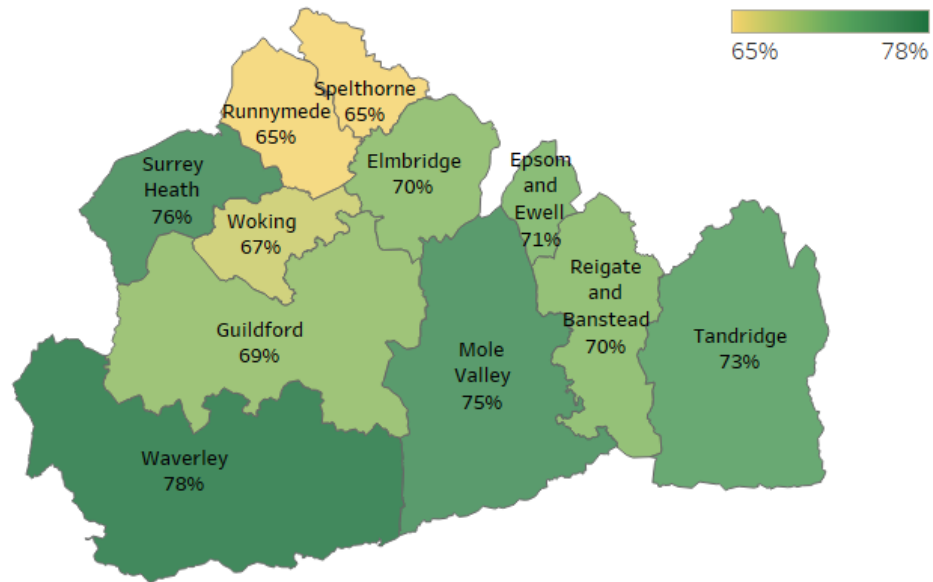 65%
78%
Spelthorne
65%
Runnymede
65%
Elmbridge
70%
Surrey
Heath
76%
Epsom
and
Ewell
71%
Woking
67%
Reigate
and
Banstead
70%
Guildford
69%
Mole
Valley
75%
Tandridge
73%
Waverley
78%